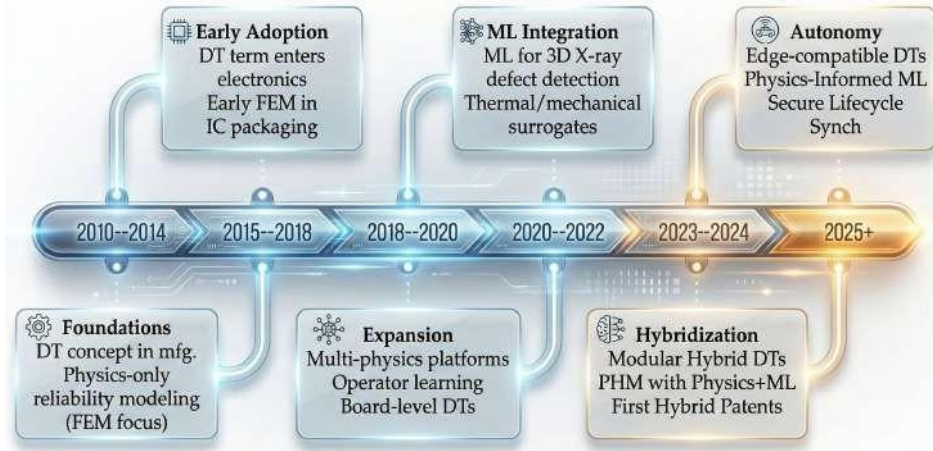 Early Adoption
DT term enters
electronics
Early FEM in
IC packaging
ML Integration
ML for 3D X-ray
defect detection
Thermal/mechanical
surrogates
Autonomy
Edge-compatible DTs
Physics-Informed ML
Secure Lifecycle
Synch
2010--2014
2015--2018
2018--2020
2020--2022
2023--2024
2025+
Foundations
DT concept in mfg.
Physics-only
reliability modeling
(FEM focus)
Expansion
Multi-physics platforms
Operator learning
Board-level DTs
Hybridization
Modular Hybrid DTs
PHM with Physics+ML
First Hybrid Patents